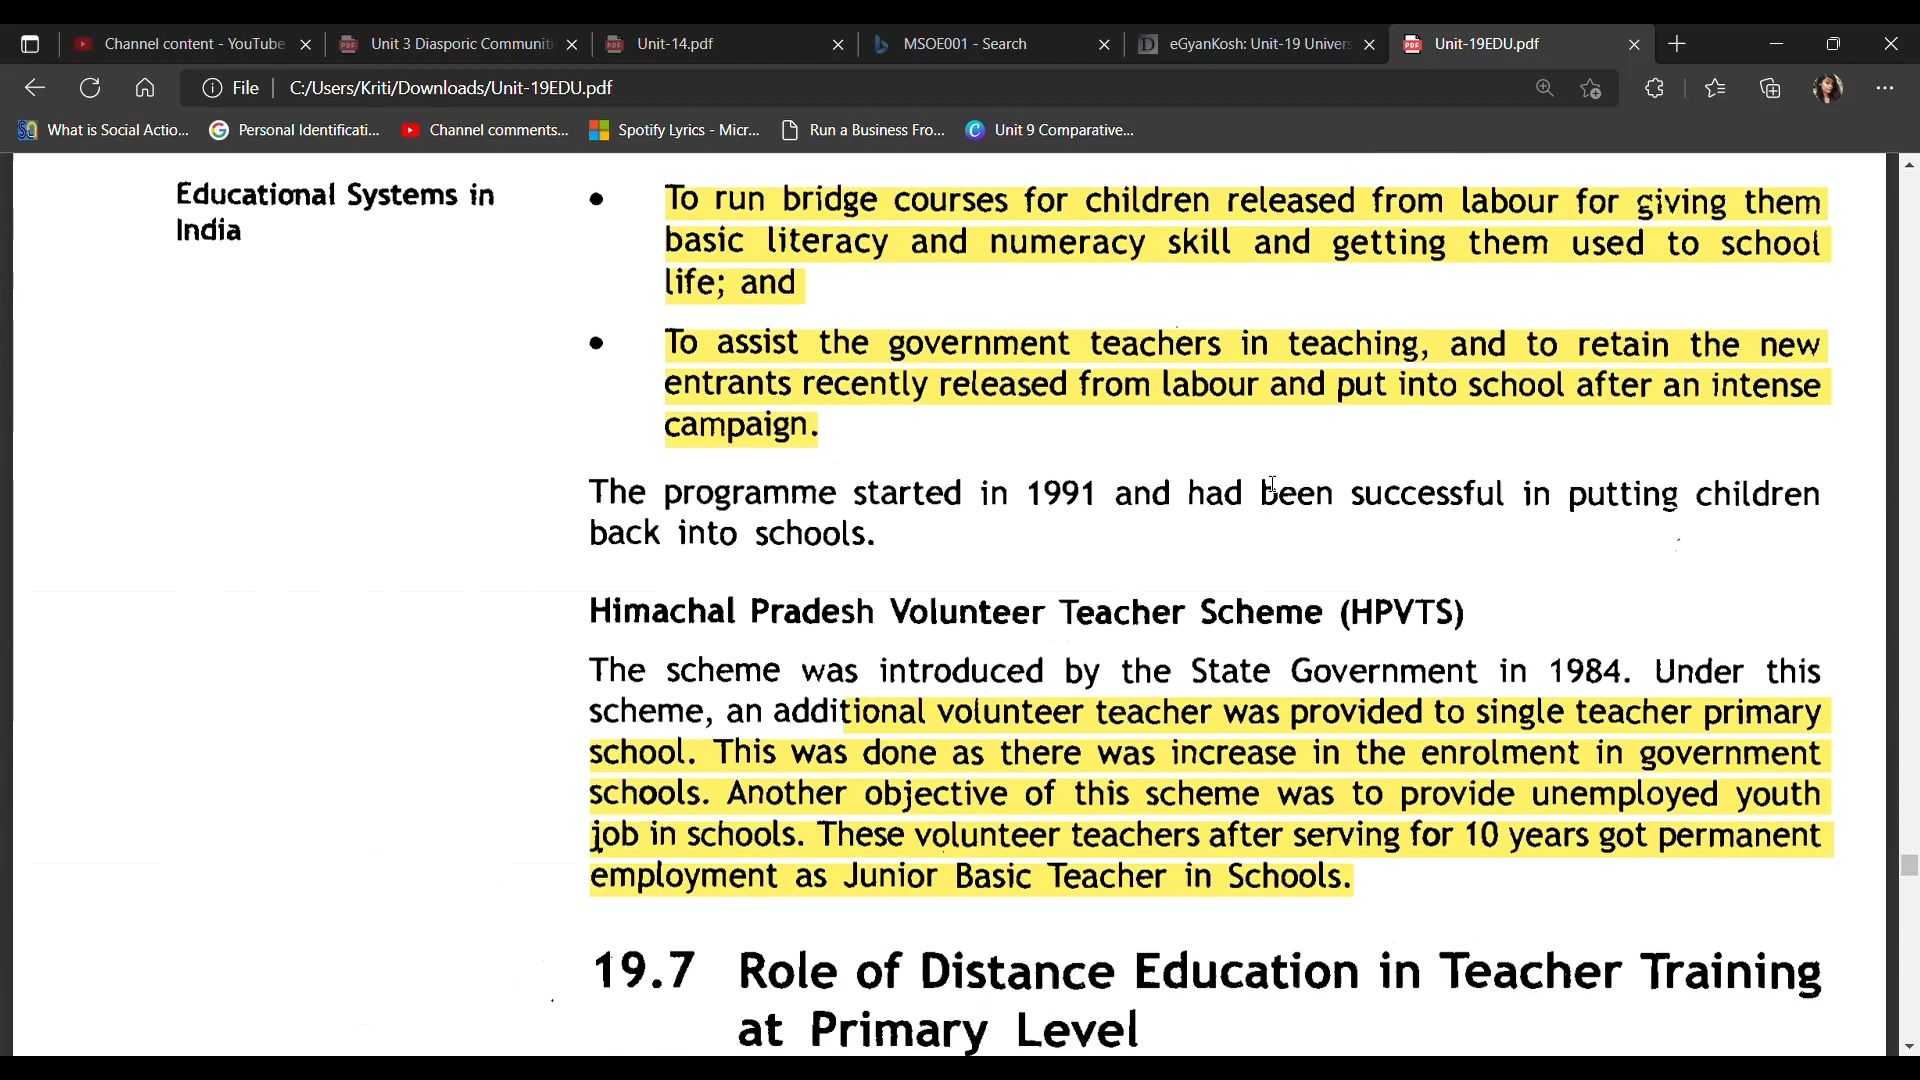 Channel content - YouTube
Unit 3 Diasporic Communiti
Unit-14.pdf
MSOE001 - Search
eGyanKosh: Unit-19 Univers
Unit-19EDU.pdf
File
C:/Users/Kriti/Downloads/Unit-19EDU.pdf
What is Social Actio...
Personal Identificati...
Channel comments...
Spotify Lyrics - Micr...
Run a Business Fro...
Unit 9 Comparative...
Educational Systems in
India
• To run bridge courses for children released from labour for giving them
basic literacy and numeracy skill and getting them used to school
life; and
• To assist the government teachers in teaching, and to retain the new
entrants recently released from labour and put into school after an intense
campaign.
The programme started in 1991 and had been successful in putting children
back into schools.
Himachal Pradesh Volunteer Teacher Scheme (HPVTS)
The scheme was introduced by the State Government in 1984. Under this
scheme, an additional volunteer teacher was provided to single teacher primary
school. This was done as there was increase in the enrolment in government
schools. Another objective of this scheme was to provide unemployed youth
job in schools. These volunteer teachers after serving for 10 years got permanent
employment as Junior Basic Teacher in Schools.
19.7 Role of Distance Education in Teacher Training
at Primary Level